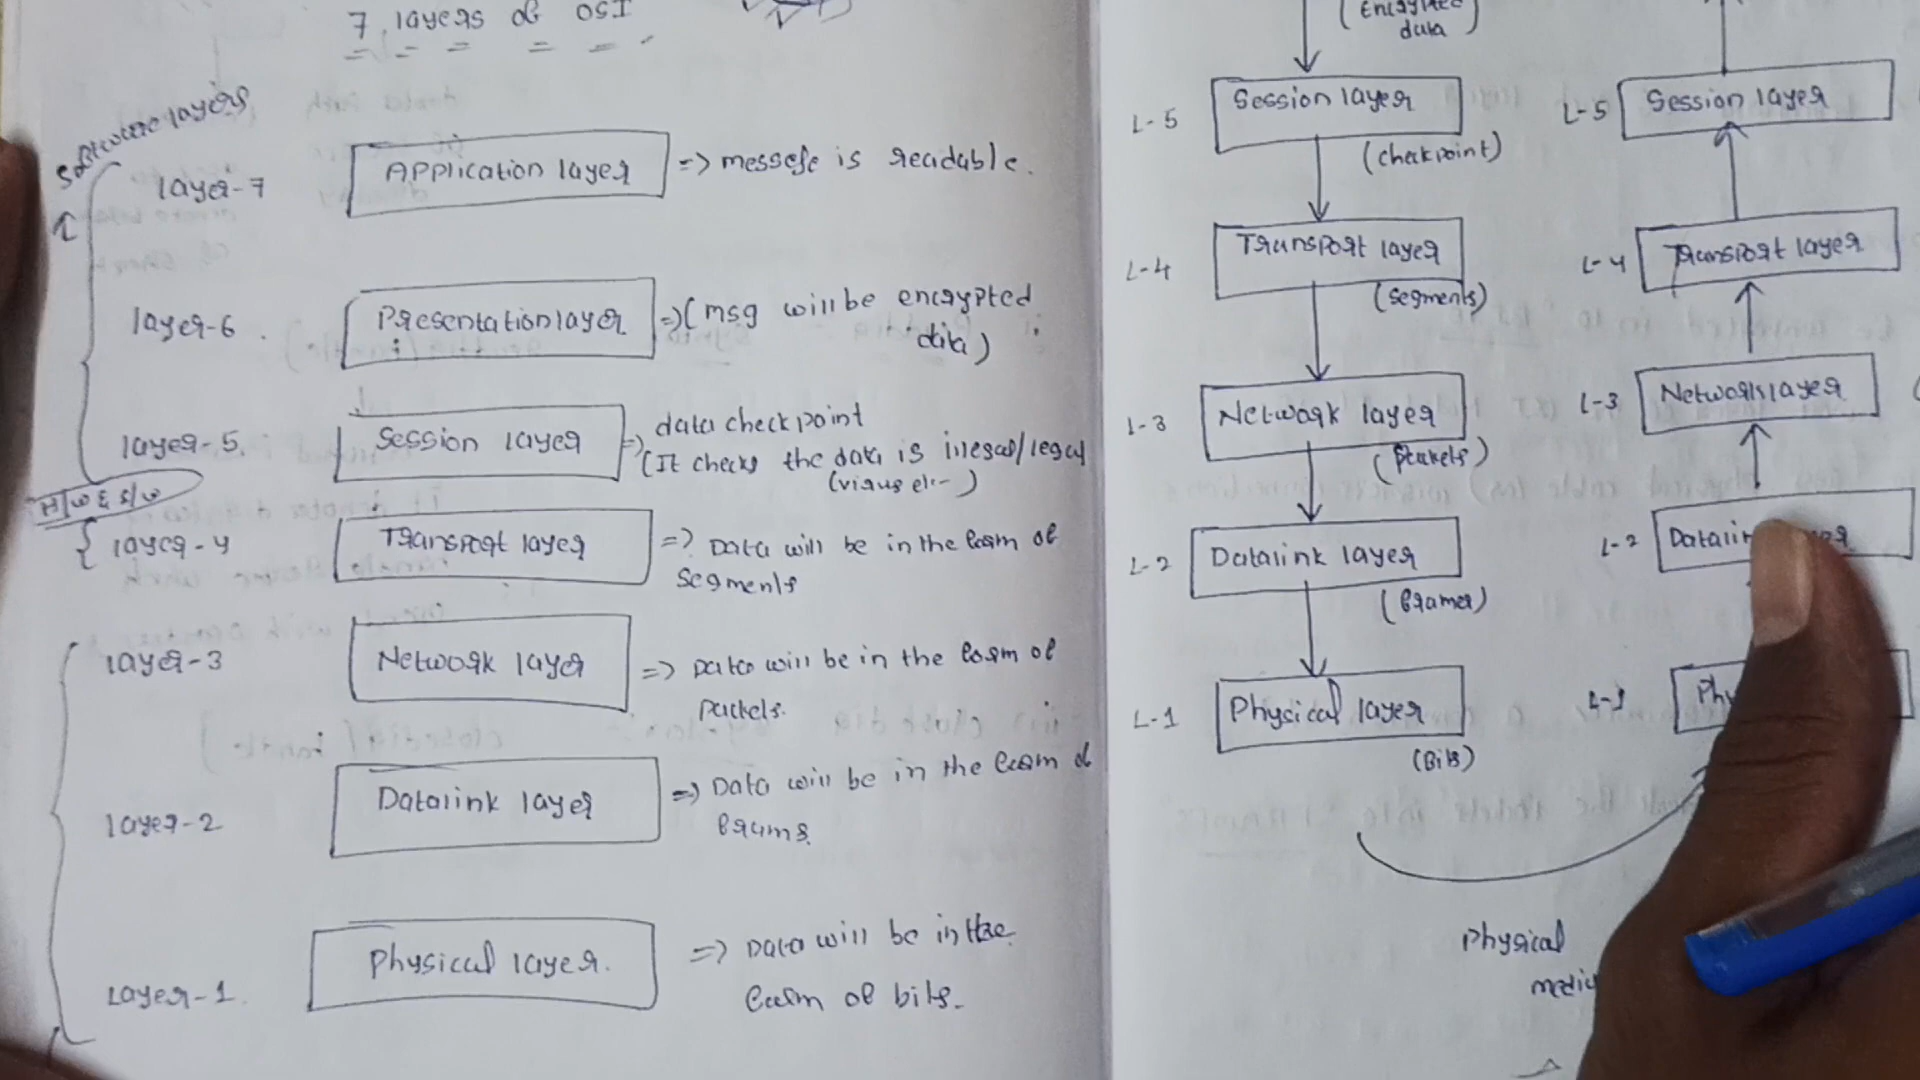 7 layers of OSI
Software layers
layer-7
Application layer
=> messefe is readable.
layer-6
Presentation layer
=> (msg will be encrypted
data)
layer-5
Session layer
=> data check point
(It checks the data is illegal/legal
(virus etc-)
H/w & S/w
layer-4
Transport layer
=> Data will be in the form of
segments
layer-3
Network layer
=> Data will be in the form of
packets.
layer-2
Datalink layer
=> Data will be in the form of
frams.
Layer-1.
Physical layer.
=> Data will be in the
form of bits.
(Encrypted
data)
L-5
Session layer
(checkpoint)
L-4
Transport layer
(segments)
L-3
Network layer
(Packets)
L-2
Datalink layer
(frames)
L-1
Physical layer
(Bits)
L-5
Session layer
L-4
Transport layer
L-3
Network layer
L-2
L-1
Physical